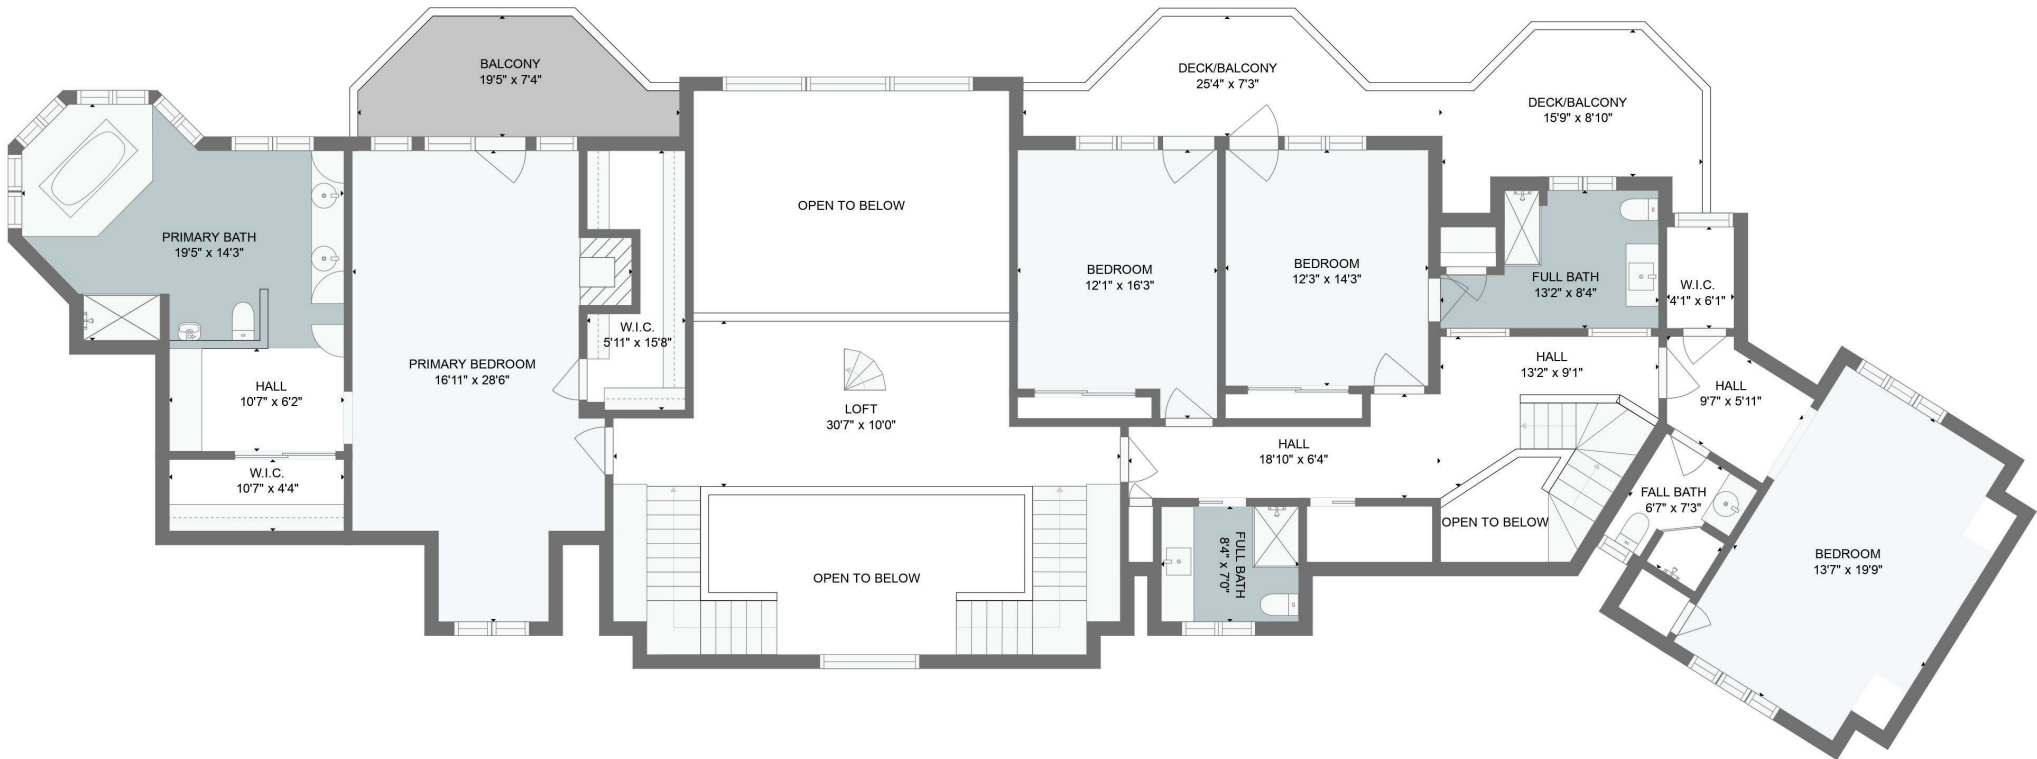 BALCONY
19'5" x 7'4"
DECK/BALCONY
25'4" x 7'3"
DECK/BALCONY
15'9" x 8'10"
OPEN TO BELOW
PRIMARY BATH
19'5" x 14'3"
BEDROOM
12'1" x 16'3"
BEDROOM
12'3" x 14'3"
FULL BATH
13'2" x 8'4"
W.I.C.
4'1" x 6'1"
W.I.C.
5'11" x 15'8"
PRIMARY BEDROOM
16'11" x 28'6"
HALL
13'2" x 9'1"
HALL
10'7" x 6'2"
HALL
9'7" x 5'11"
LOFT
30'7" x 10'0"
HALL
18'10" x 6'4"
W.I.C.
10'7" x 4'4"
FALL BATH
6'7" x 7'3"
OPEN TO BELOW
FULL BATH
8'4" x 7'0"
OPEN TO BELOW
BEDROOM
13'7" x 19'9"